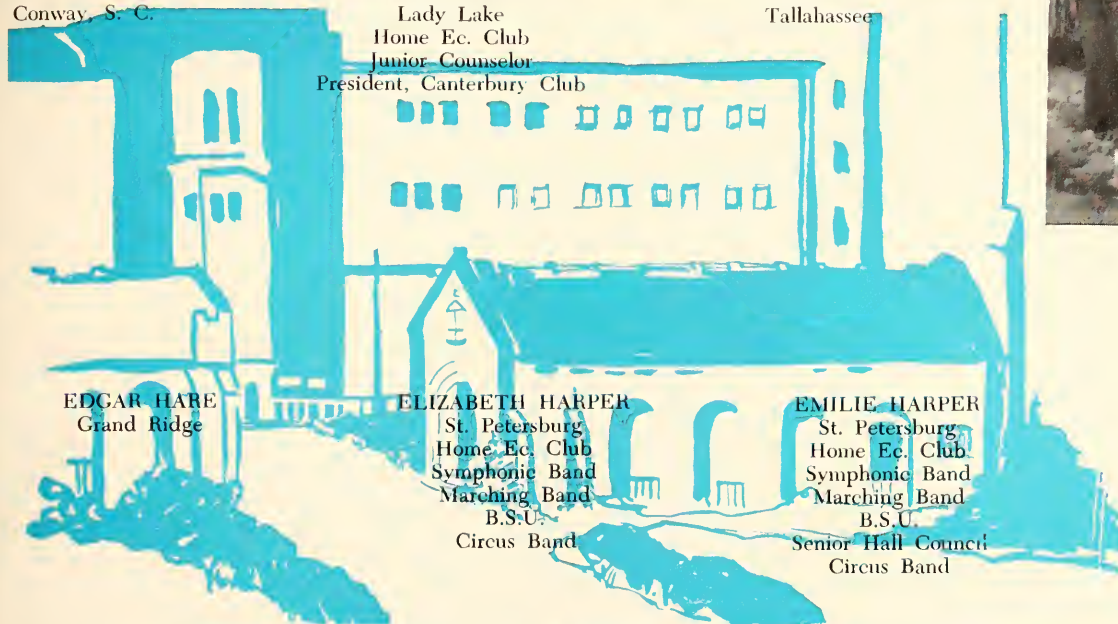 Conway, S. C.
Lady Lake
Home Ec. Club
Junior Counselor
President, Canterbury Club
Tallahassee
EDGAR HARE
Grand Ridge
ELIZABETH HARPER
St. Petersburg
Home Ec. Club
Symphonic Band
Marching Band
B.S.U.
Circus Band
EMILIE HARPER
St. Petersburg
Home Ec. Club
Symphonic Band
Marching Band
B.S.U.
Senior Hall Council
Circus Band